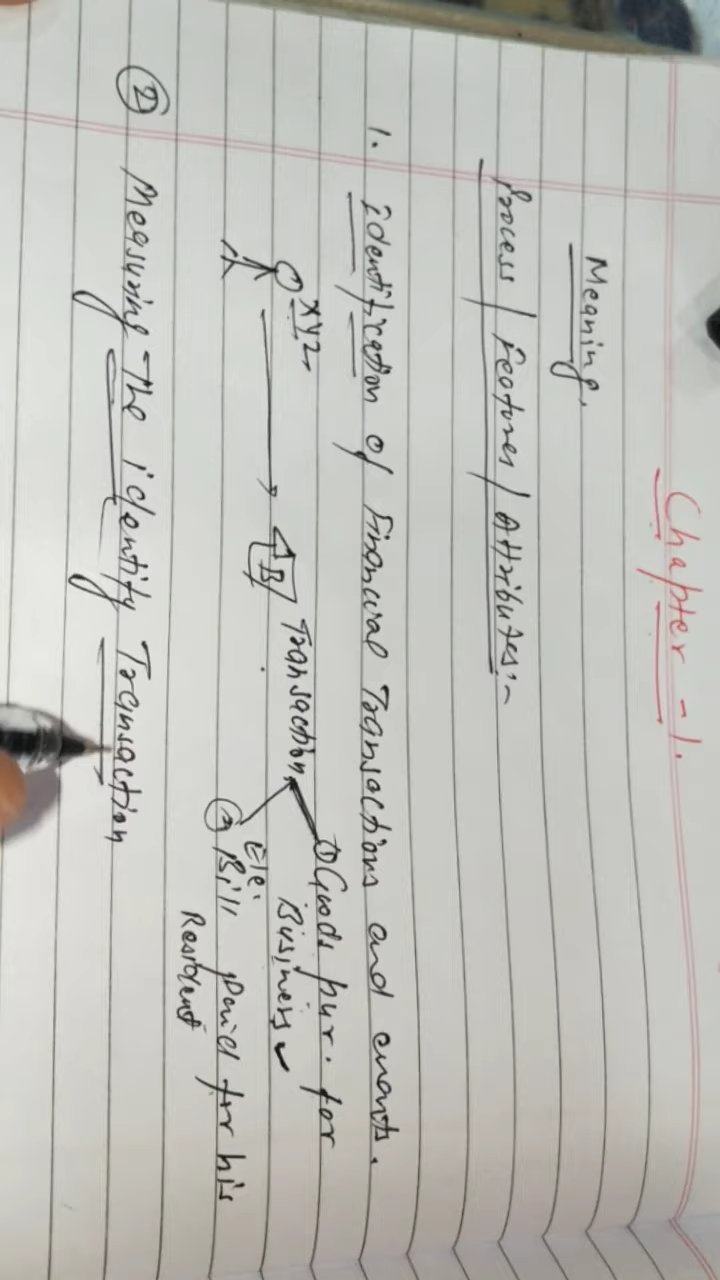 Chapter - 1.
Meaning.
Process / Features / Attributes:-
1. Identification of Financial Transactions and events.
XYZ
B Transaction
① Goods pur. for Business ✓
② Ele. Bill paid for his Resident
② Measuring The identify Transaction